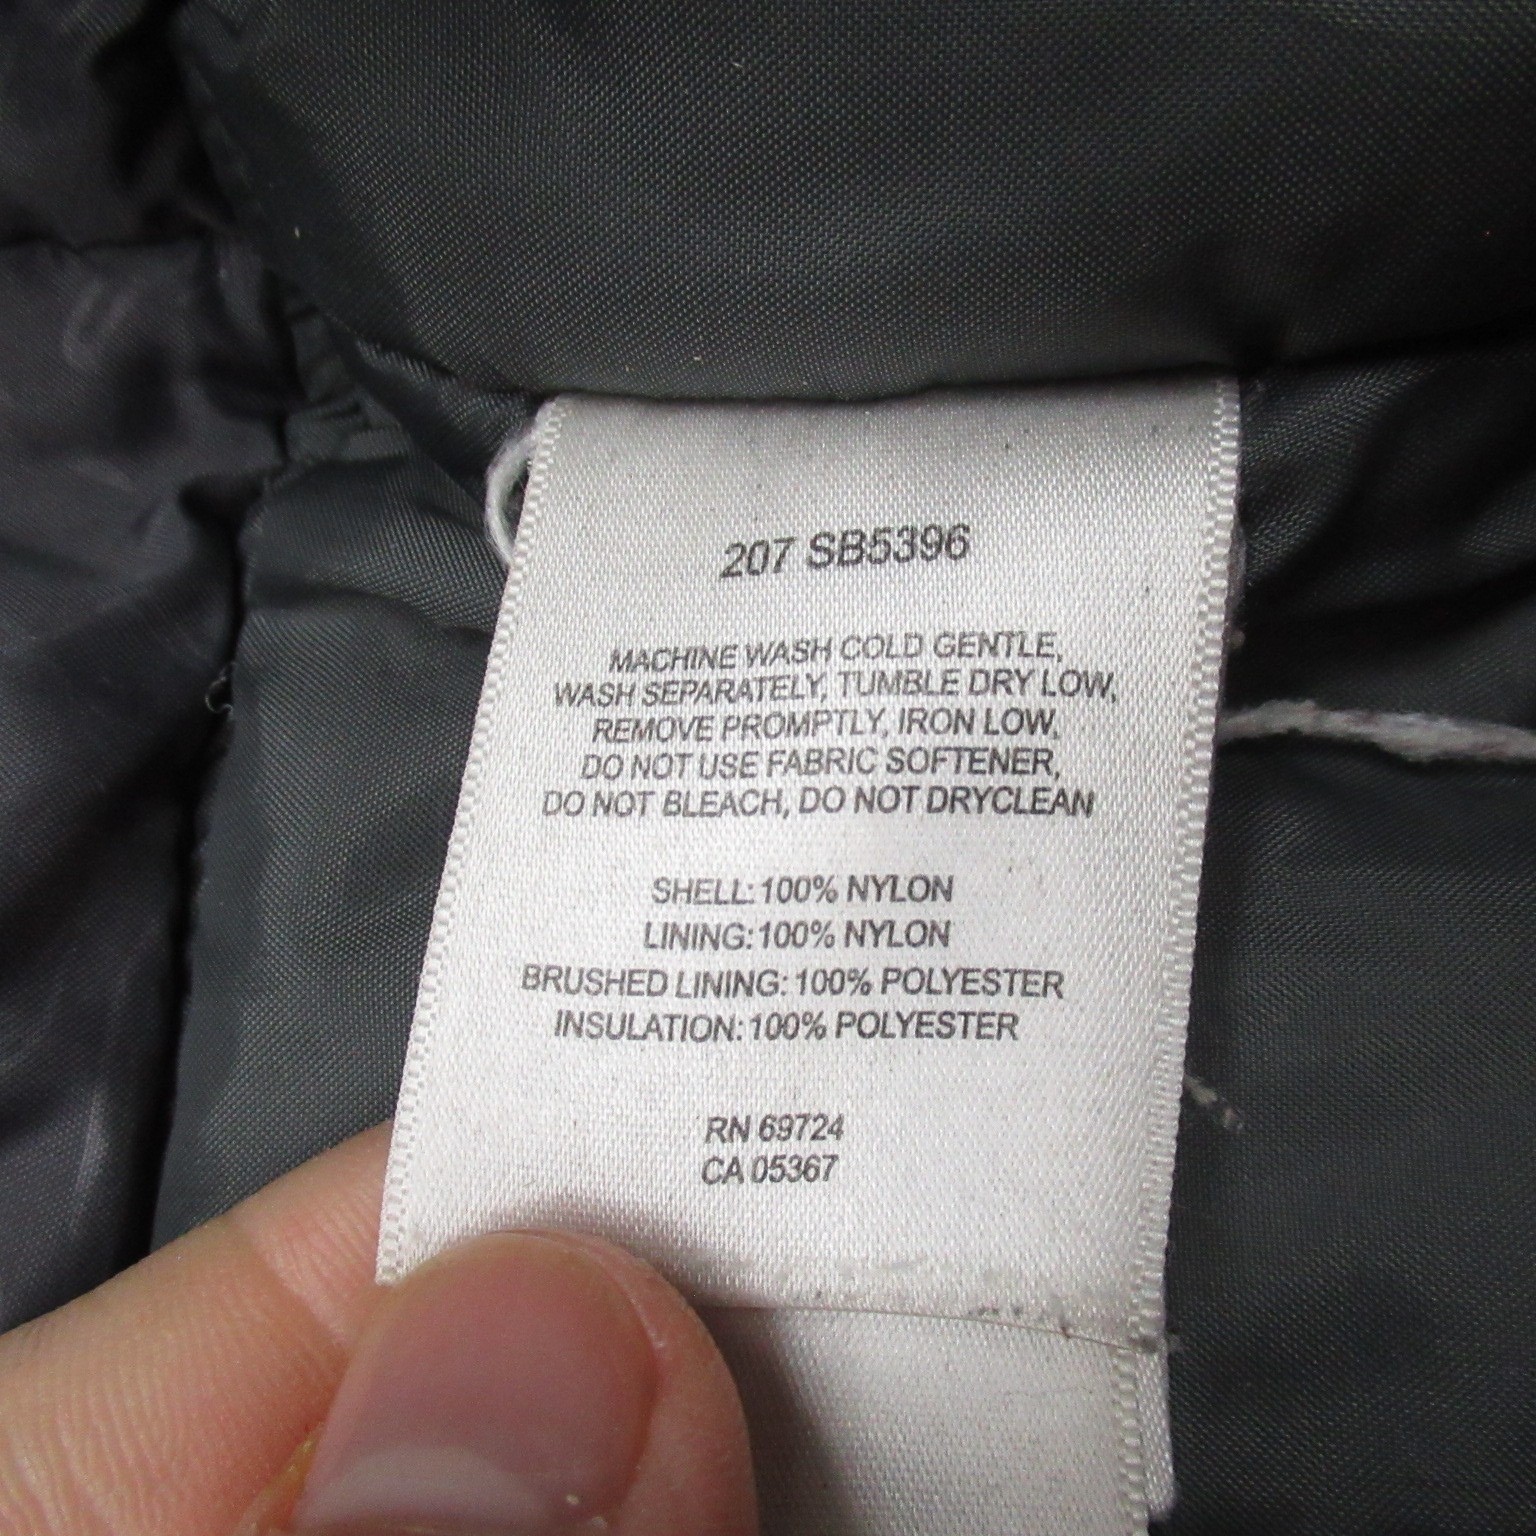 207 SB5396
MACHINE WASH COLD GENTLE,
WASH SEPARATELY, TUMBLE DRY LOW,
REMOVE PROMPTLY, IRON LOW,
DO NOT USE FABRIC SOFTENER,
DO NOT BLEACH, DO NOT DRYCLEAN
SHELL: 100% NYLON
LINING: 100% NYLON
BRUSHED LINING: 100% POLYESTER
INSULATION: 100% POLYESTER
RN 69724
CA 05367